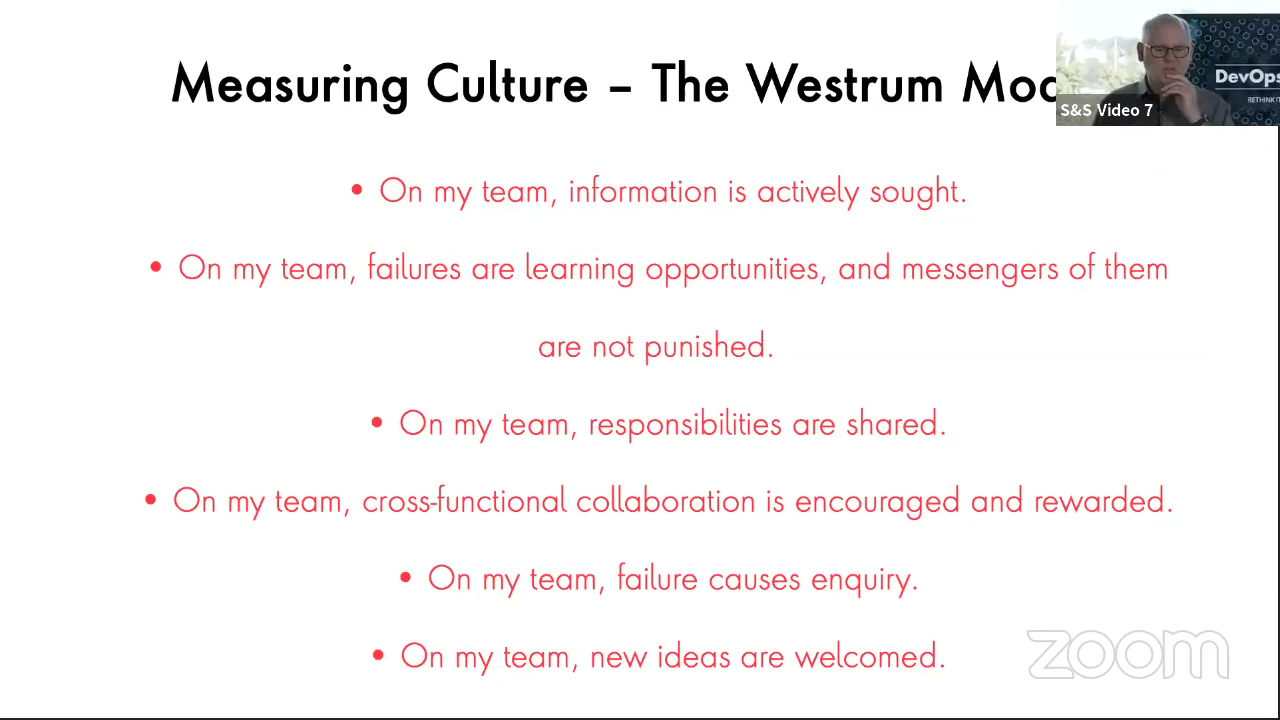 Measuring Culture – The Westrum Mod
• On my team, information is actively sought.
• On my team, failures are learning opportunities, and messengers of them
are not punished.
• On my team, responsibilities are shared.
• On my team, cross-functional collaboration is encouraged and rewarded.
• On my team, failure causes enquiry.
• On my team, new ideas are welcomed.
DevOps
RETHINK
S&S Video 7
zoom